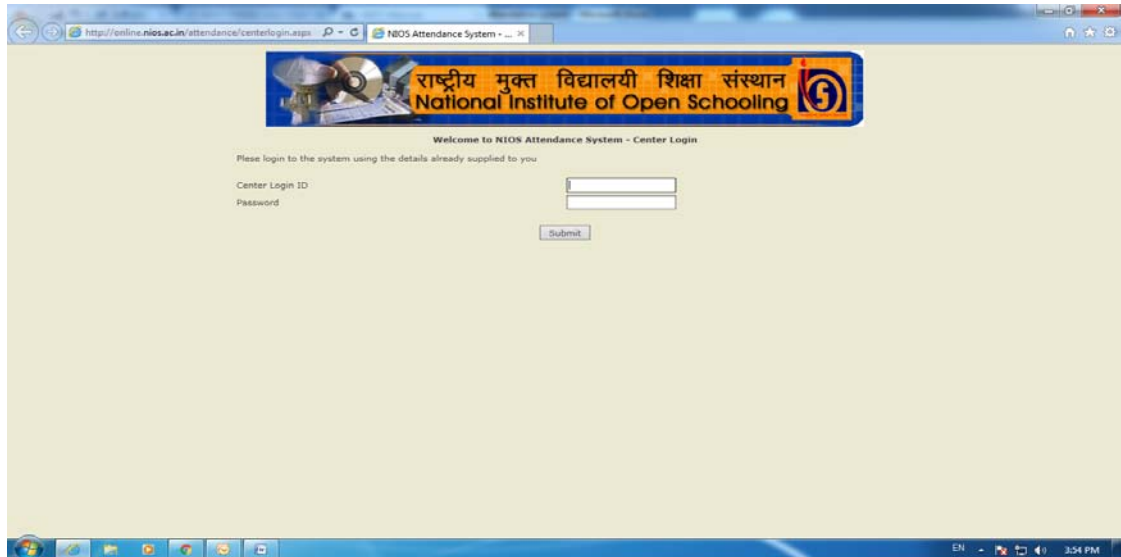 http://online.nios.ac.in/attendance/centerlogin.aspx
NIOS Attendance System - ...
राष्ट्रीय मुक्त विद्यालयी शिक्षा संस्थान
National Institute of Open Schooling
Welcome to NIOS Attendance System - Center Login
Plese login to the system using the details already supplied to you
Center Login ID
Password
Submit
EN
3:54 PM